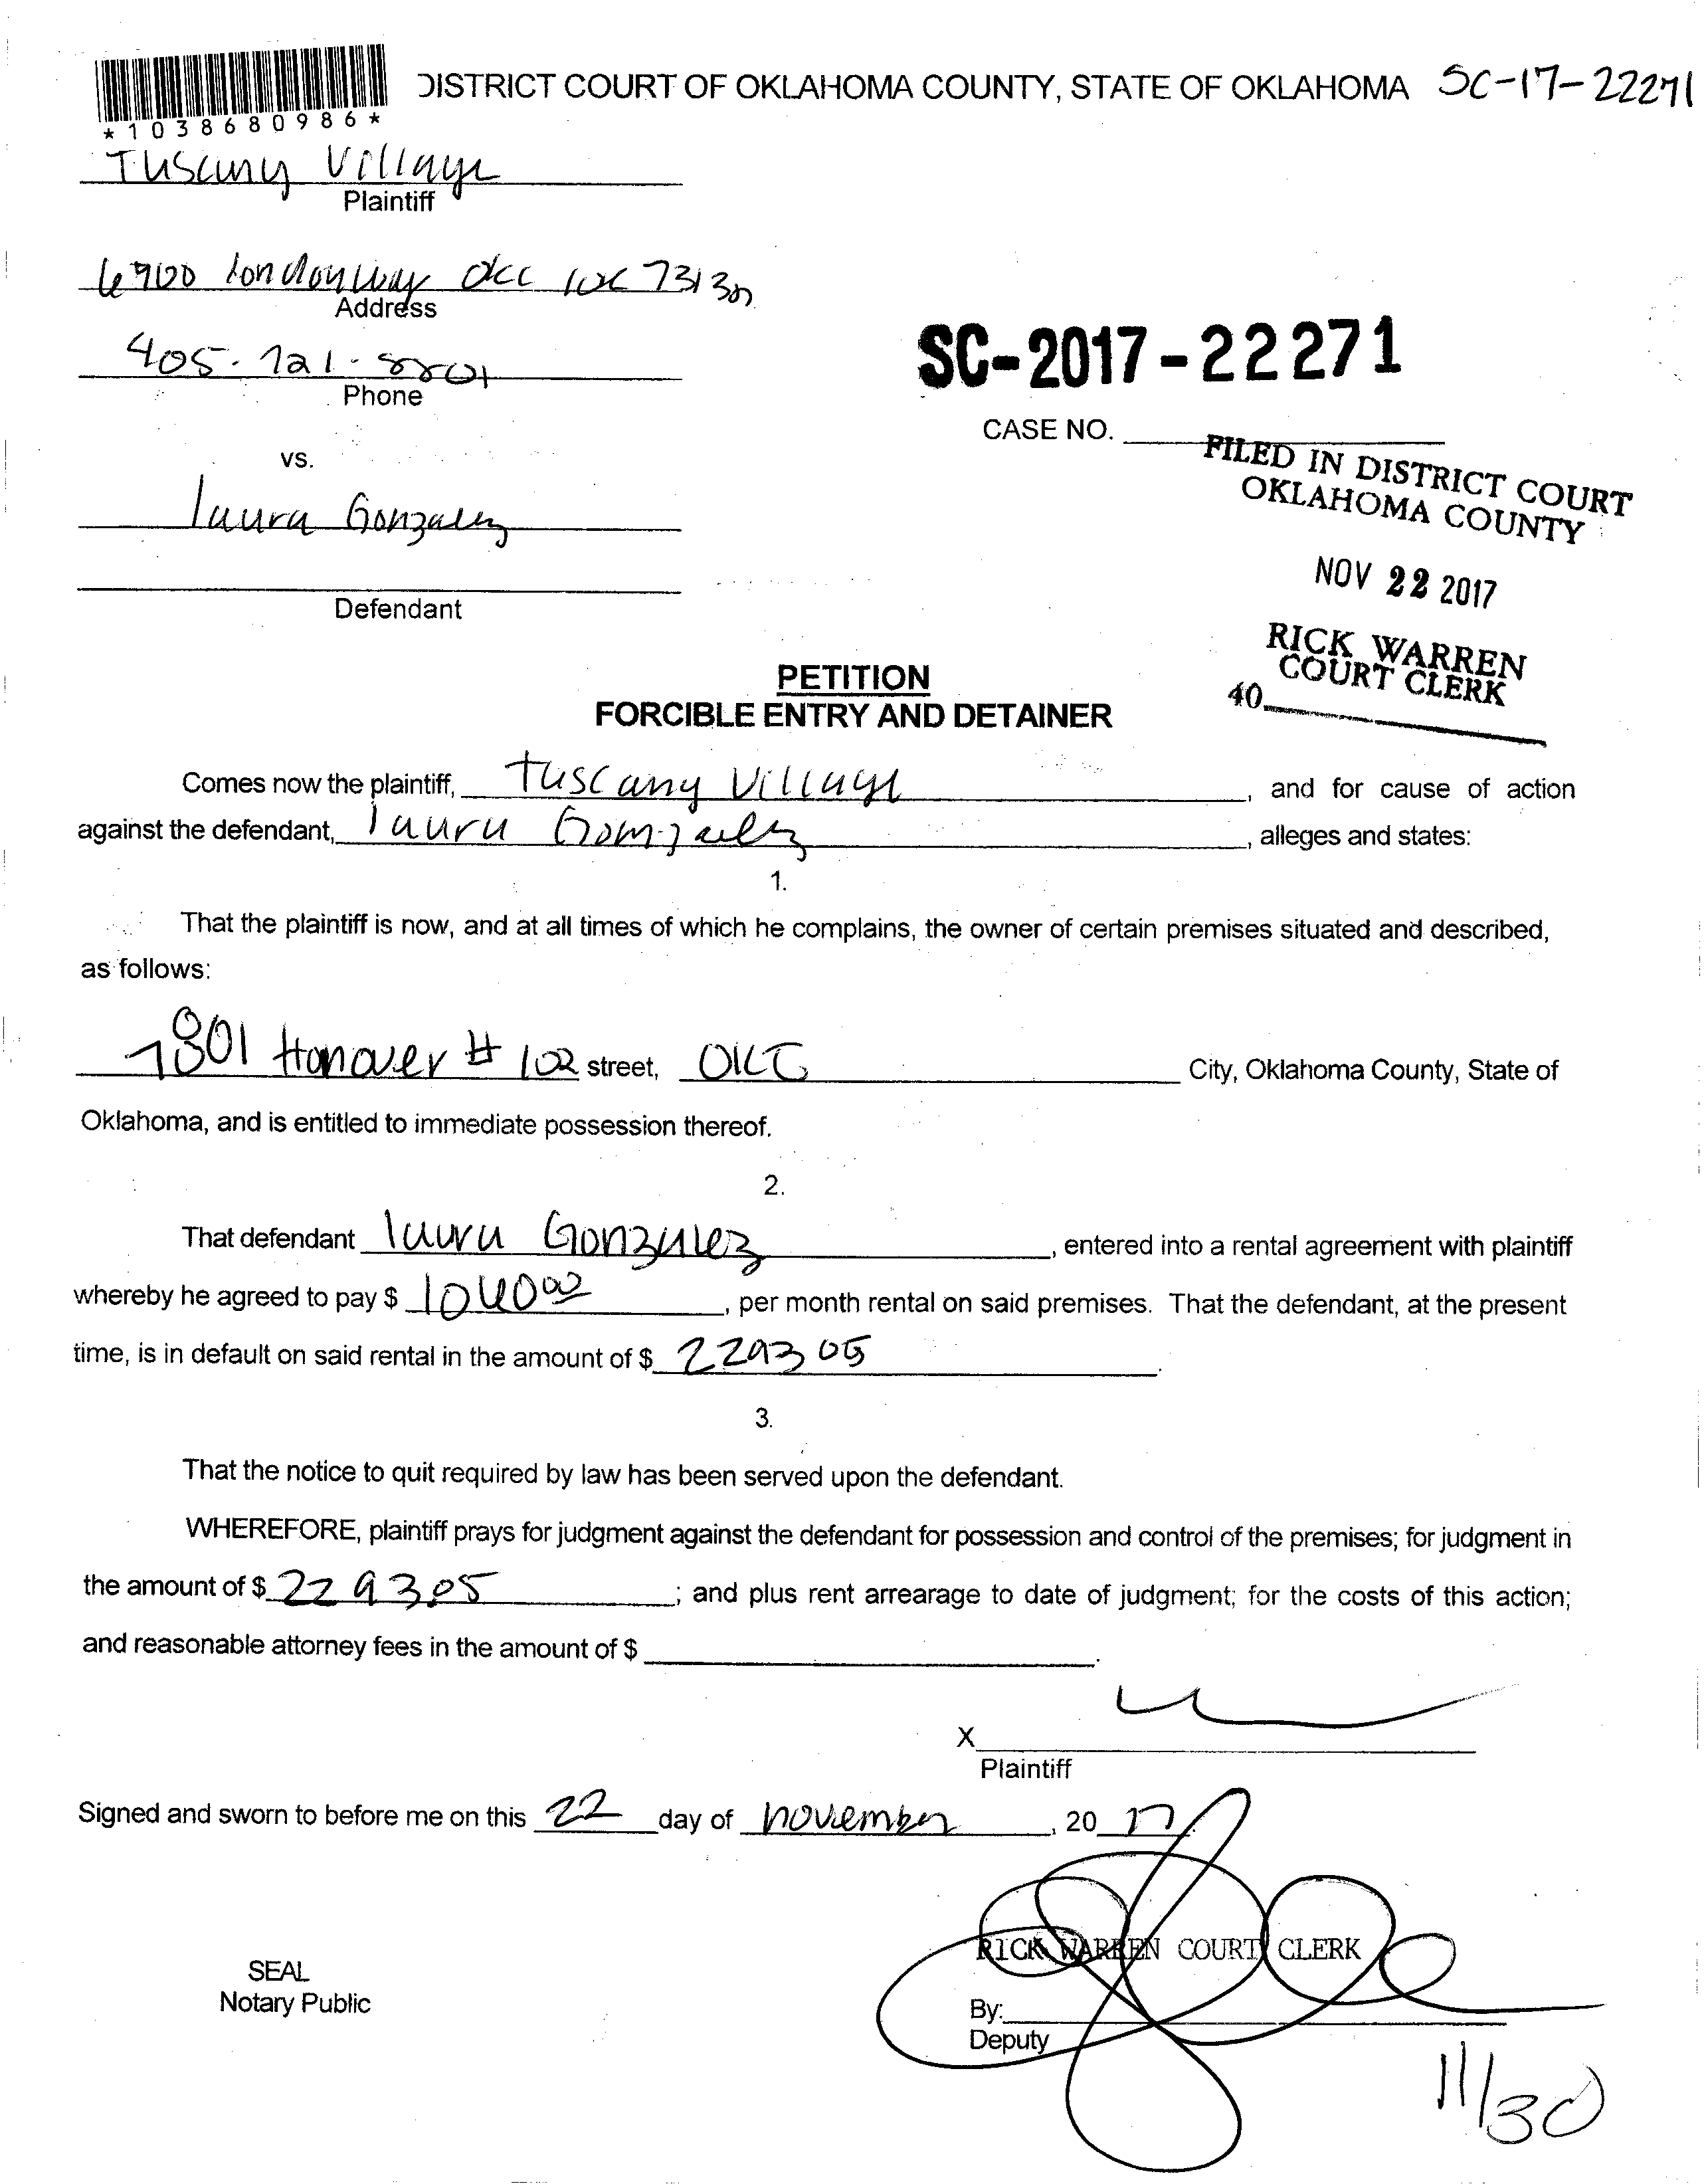 DISTRICT COURT OF OKLAHOMA COUNTY, STATE OF OKLAHOMA SC-17-22271
*1038680986*
Tuscany Village
Plaintiff
6900 London way OKC OK 73132
Address
405-721-8801
Phone
SC-2017-22271
CASE NO.
FILED IN DISTRICT COURT
OKLAHOMA COUNTY
vs.
laura Gonzalez
NOV 22 2017
Defendant
RICK WARREN
COURT CLERK
40
PETITION
FORCIBLE ENTRY AND DETAINER
Comes now the plaintiff, Tuscany Village, and for cause of action
against the defendant, laura Gonzalez, alleges and states:
1.
That the plaintiff is now, and at all times of which he complains, the owner of certain premises situated and described,
as follows:
7801 Hanover # 102 street, OKC City, Oklahoma County, State of
Oklahoma, and is entitled to immediate possession thereof.
2.
That defendant laura Gonzalez, entered into a rental agreement with plaintiff
whereby he agreed to pay $, per month rental on said premises. That the defendant, at the present
time, is in default on said rental in the amount of $ 2293 05.
3.
That the notice to quit required by law has been served upon the defendant.
WHEREFORE, plaintiff prays for judgment against the defendant for possession and control of the premises; for judgment in
the amount of $ 2293.05; and plus rent arrearage to date of judgment; for the costs of this action;
and reasonable attorney fees in the amount of $.
X
Plaintiff
Signed and sworn to before me on this 22 day of november, 20 17.
RICK WARREN COURT CLERK
SEAL
Notary Public
By:
Deputy
11/30